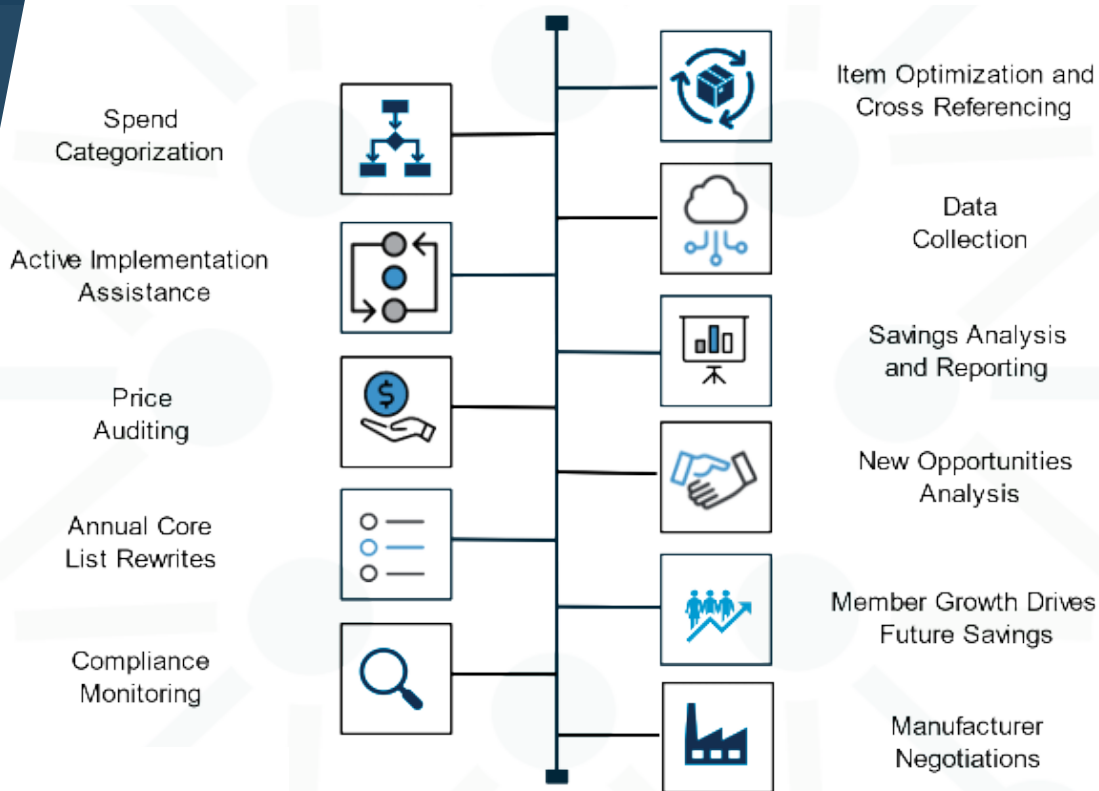 Spend
Categorization
Active Implementation
Assistance
Price
Auditing
Annual Core
List Rewrites
Compliance
Monitoring
$
Item Optimization and
Cross Referencing
Data
Collection
Savings Analysis
and Reporting
New Opportunities
Analysis
Member Growth Drives
Future Savings
Manufacturer
Negotiations